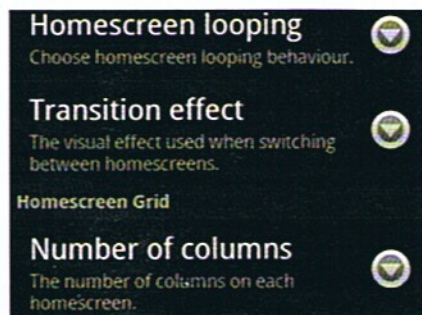 Homescreen looping
Choose homescreen looping behaviour.
Transition effect
The visual effect used when switching
between homescreens.
Homescreen Grid
Number of columns
The number of columns on each
homescreen.